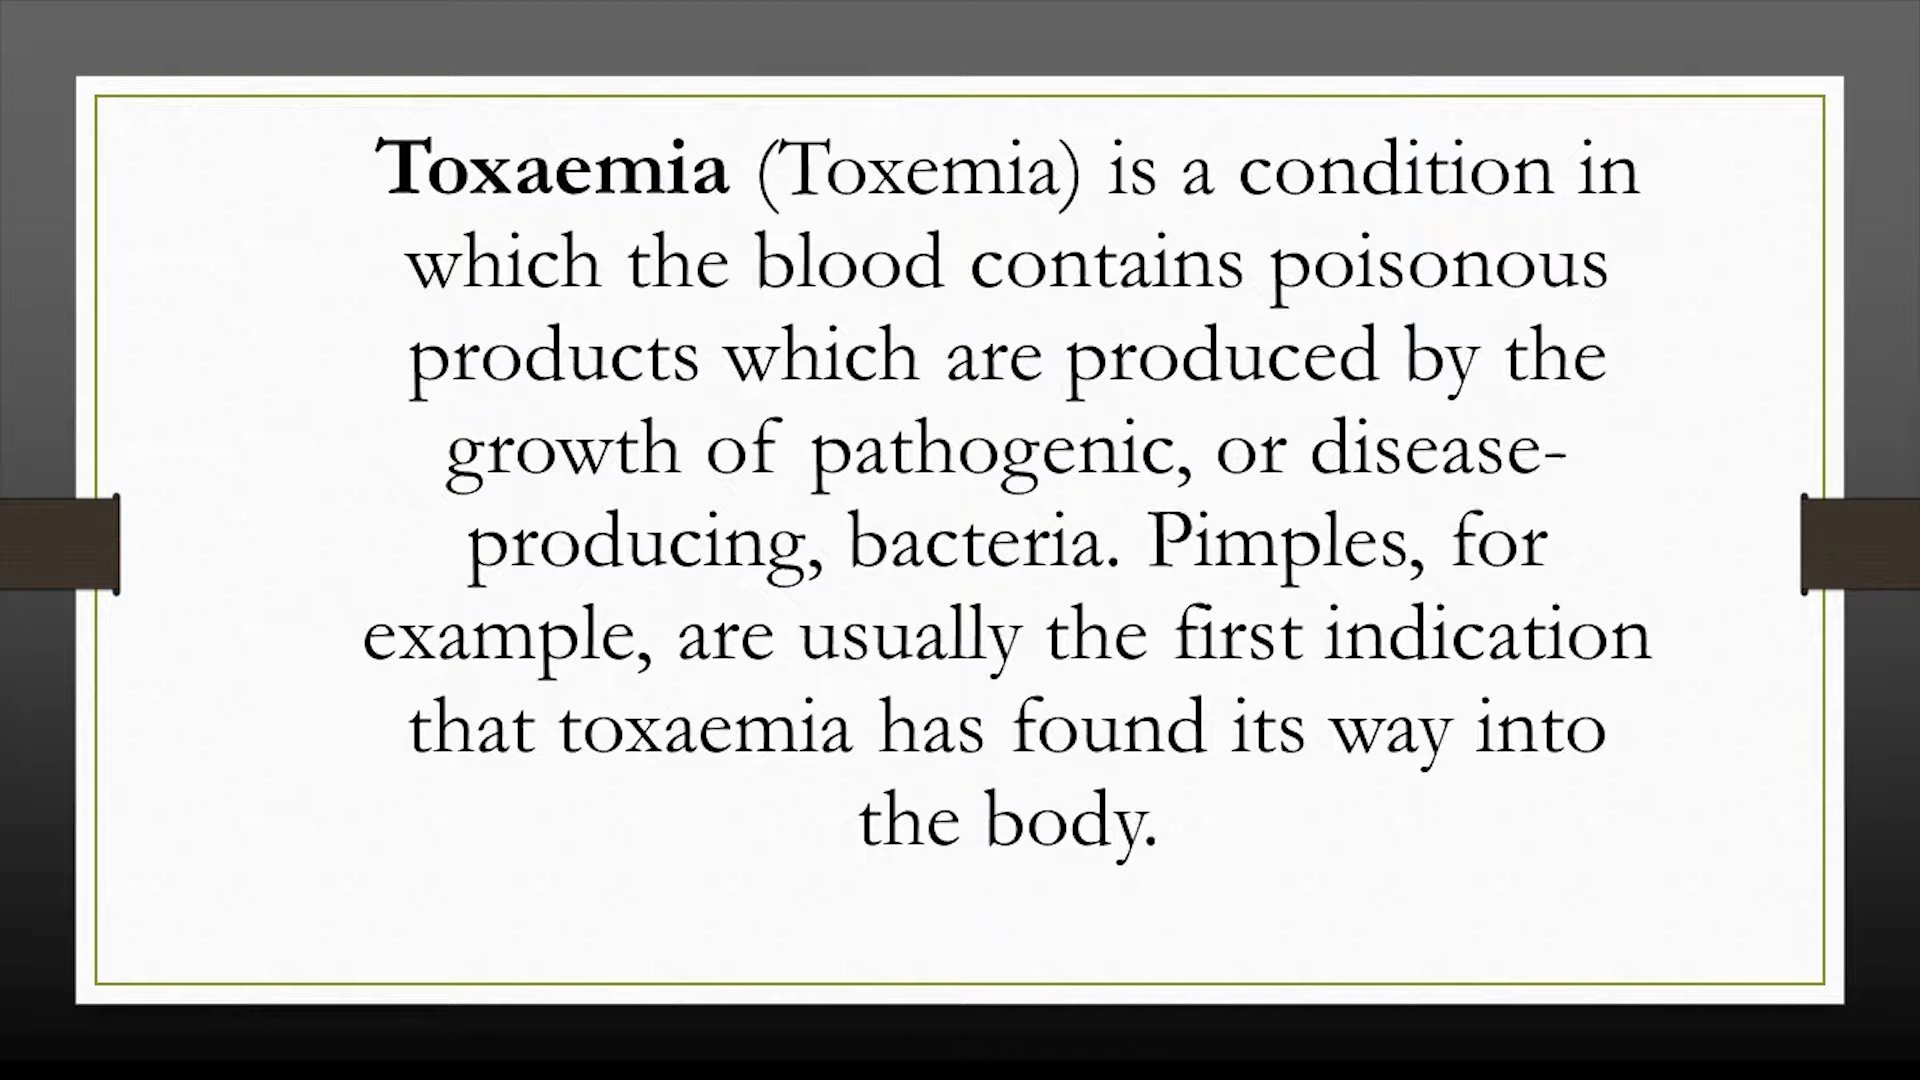 Toxaemia (Toxemia) is a condition in
which the blood contains poisonous
products which are produced by the
growth of pathogenic, or disease-
producing, bacteria. Pimples, for
example, are usually the first indication
that toxaemia has found its way into
the body.